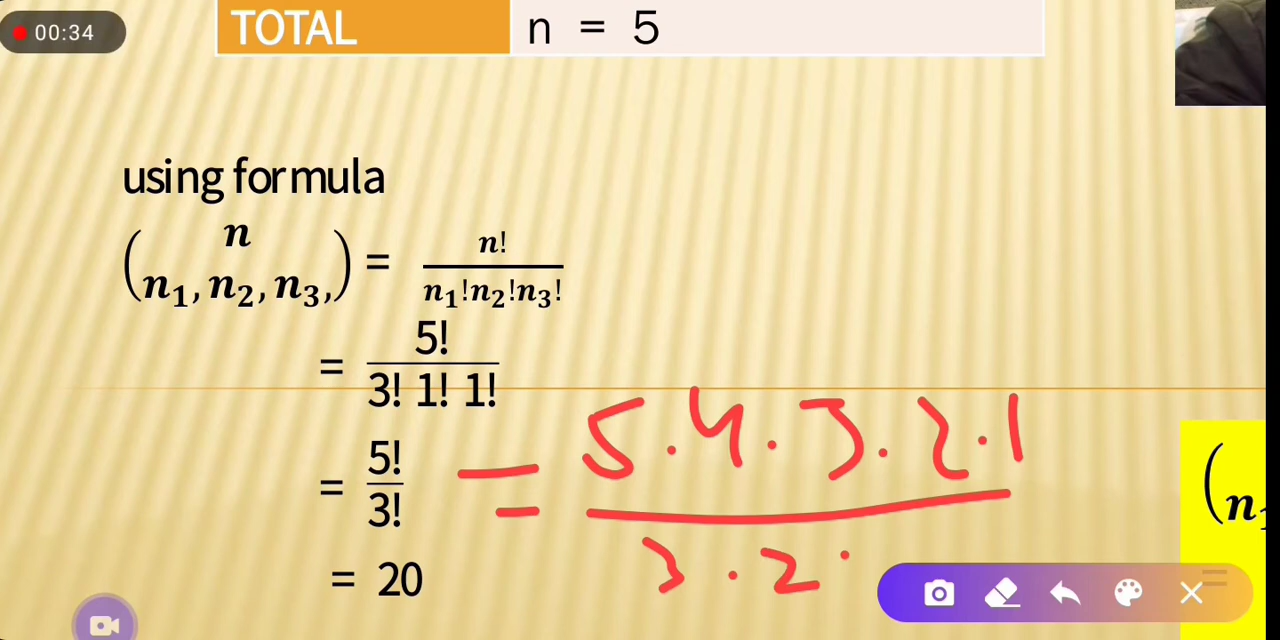 00:34
TOTAL n = 5
using formula
( n n₁, n₂, n₃, ) = n! / n₁! n₂! n₃!
= 5! / 3! 1! 1!
= 5! / 3! = 5 . 4 . 3 . 2 . 1 / 3 . 2 .
= 20
( n
=